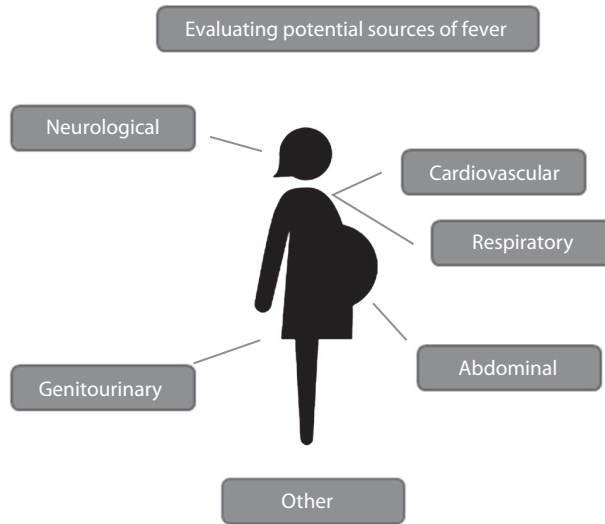 Evaluating potential sources of fever
Neurological
Cardiovascular
Respiratory
Abdominal
Genitourinary
Other